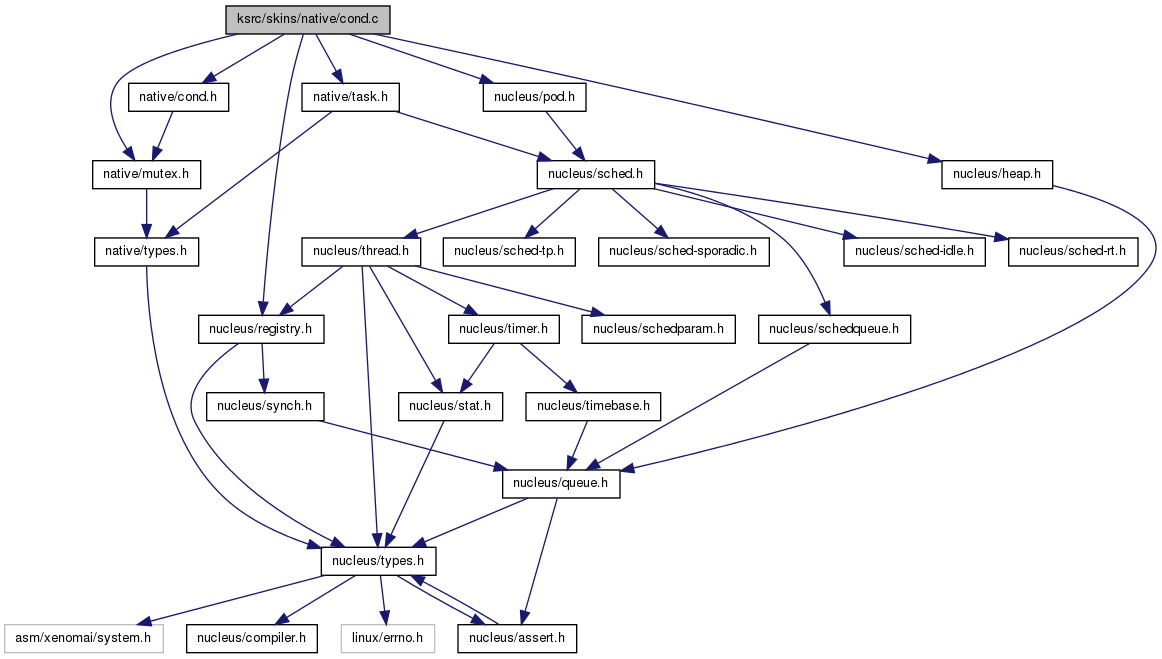 ksrc/skins/native/cond.c
native/cond.h
native/task.h
nucleus/pod.h
native/mutex.h
nucleus/sched.h
nucleus/heap.h
native/types.h
nucleus/thread.h
nucleus/sched-tp.h
nucleus/sched-sporadic.h
nucleus/sched-idle.h
nucleus/sched-rt.h
nucleus/registry.h
nucleus/timer.h
nucleus/schedparam.h
nucleus/schedqueue.h
nucleus/synch.h
nucleus/stat.h
nucleus/timebase.h
nucleus/queue.h
nucleus/types.h
asm/xenomai/system.h
nucleus/compiler.h
linux/errno.h
nucleus/assert.h